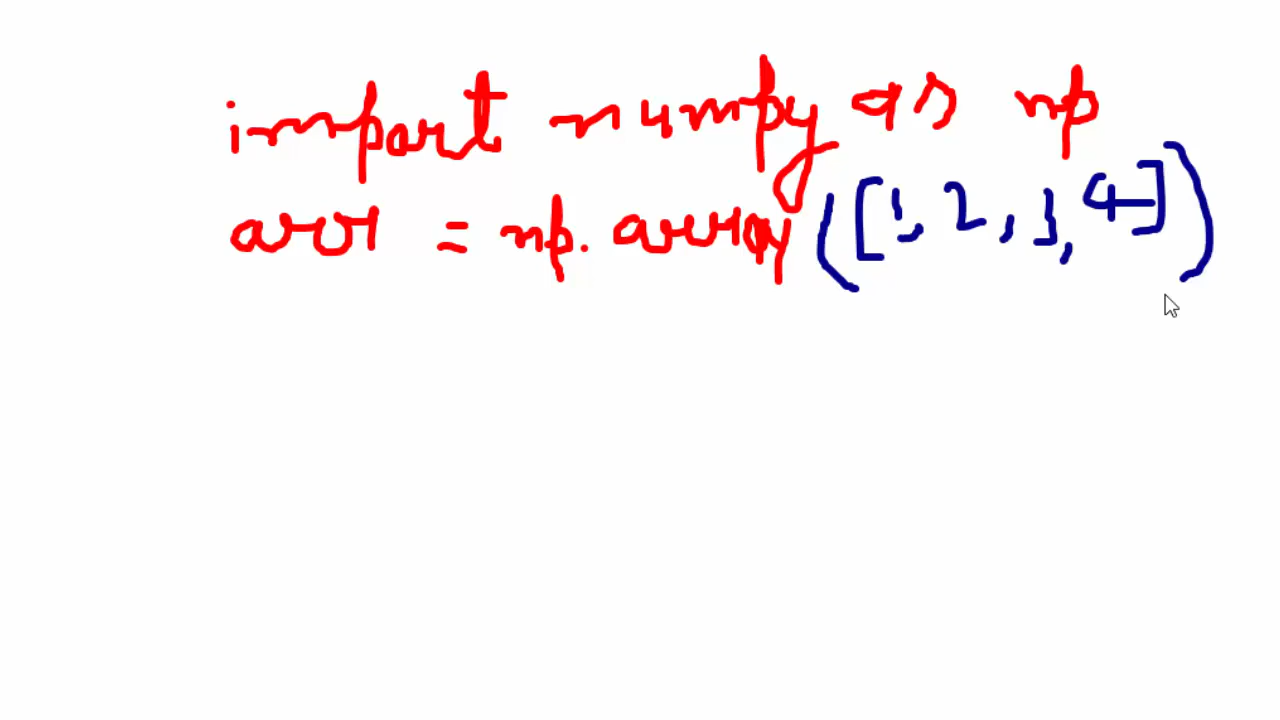 import numpy as np
arr = np.array([1,2,3,4])